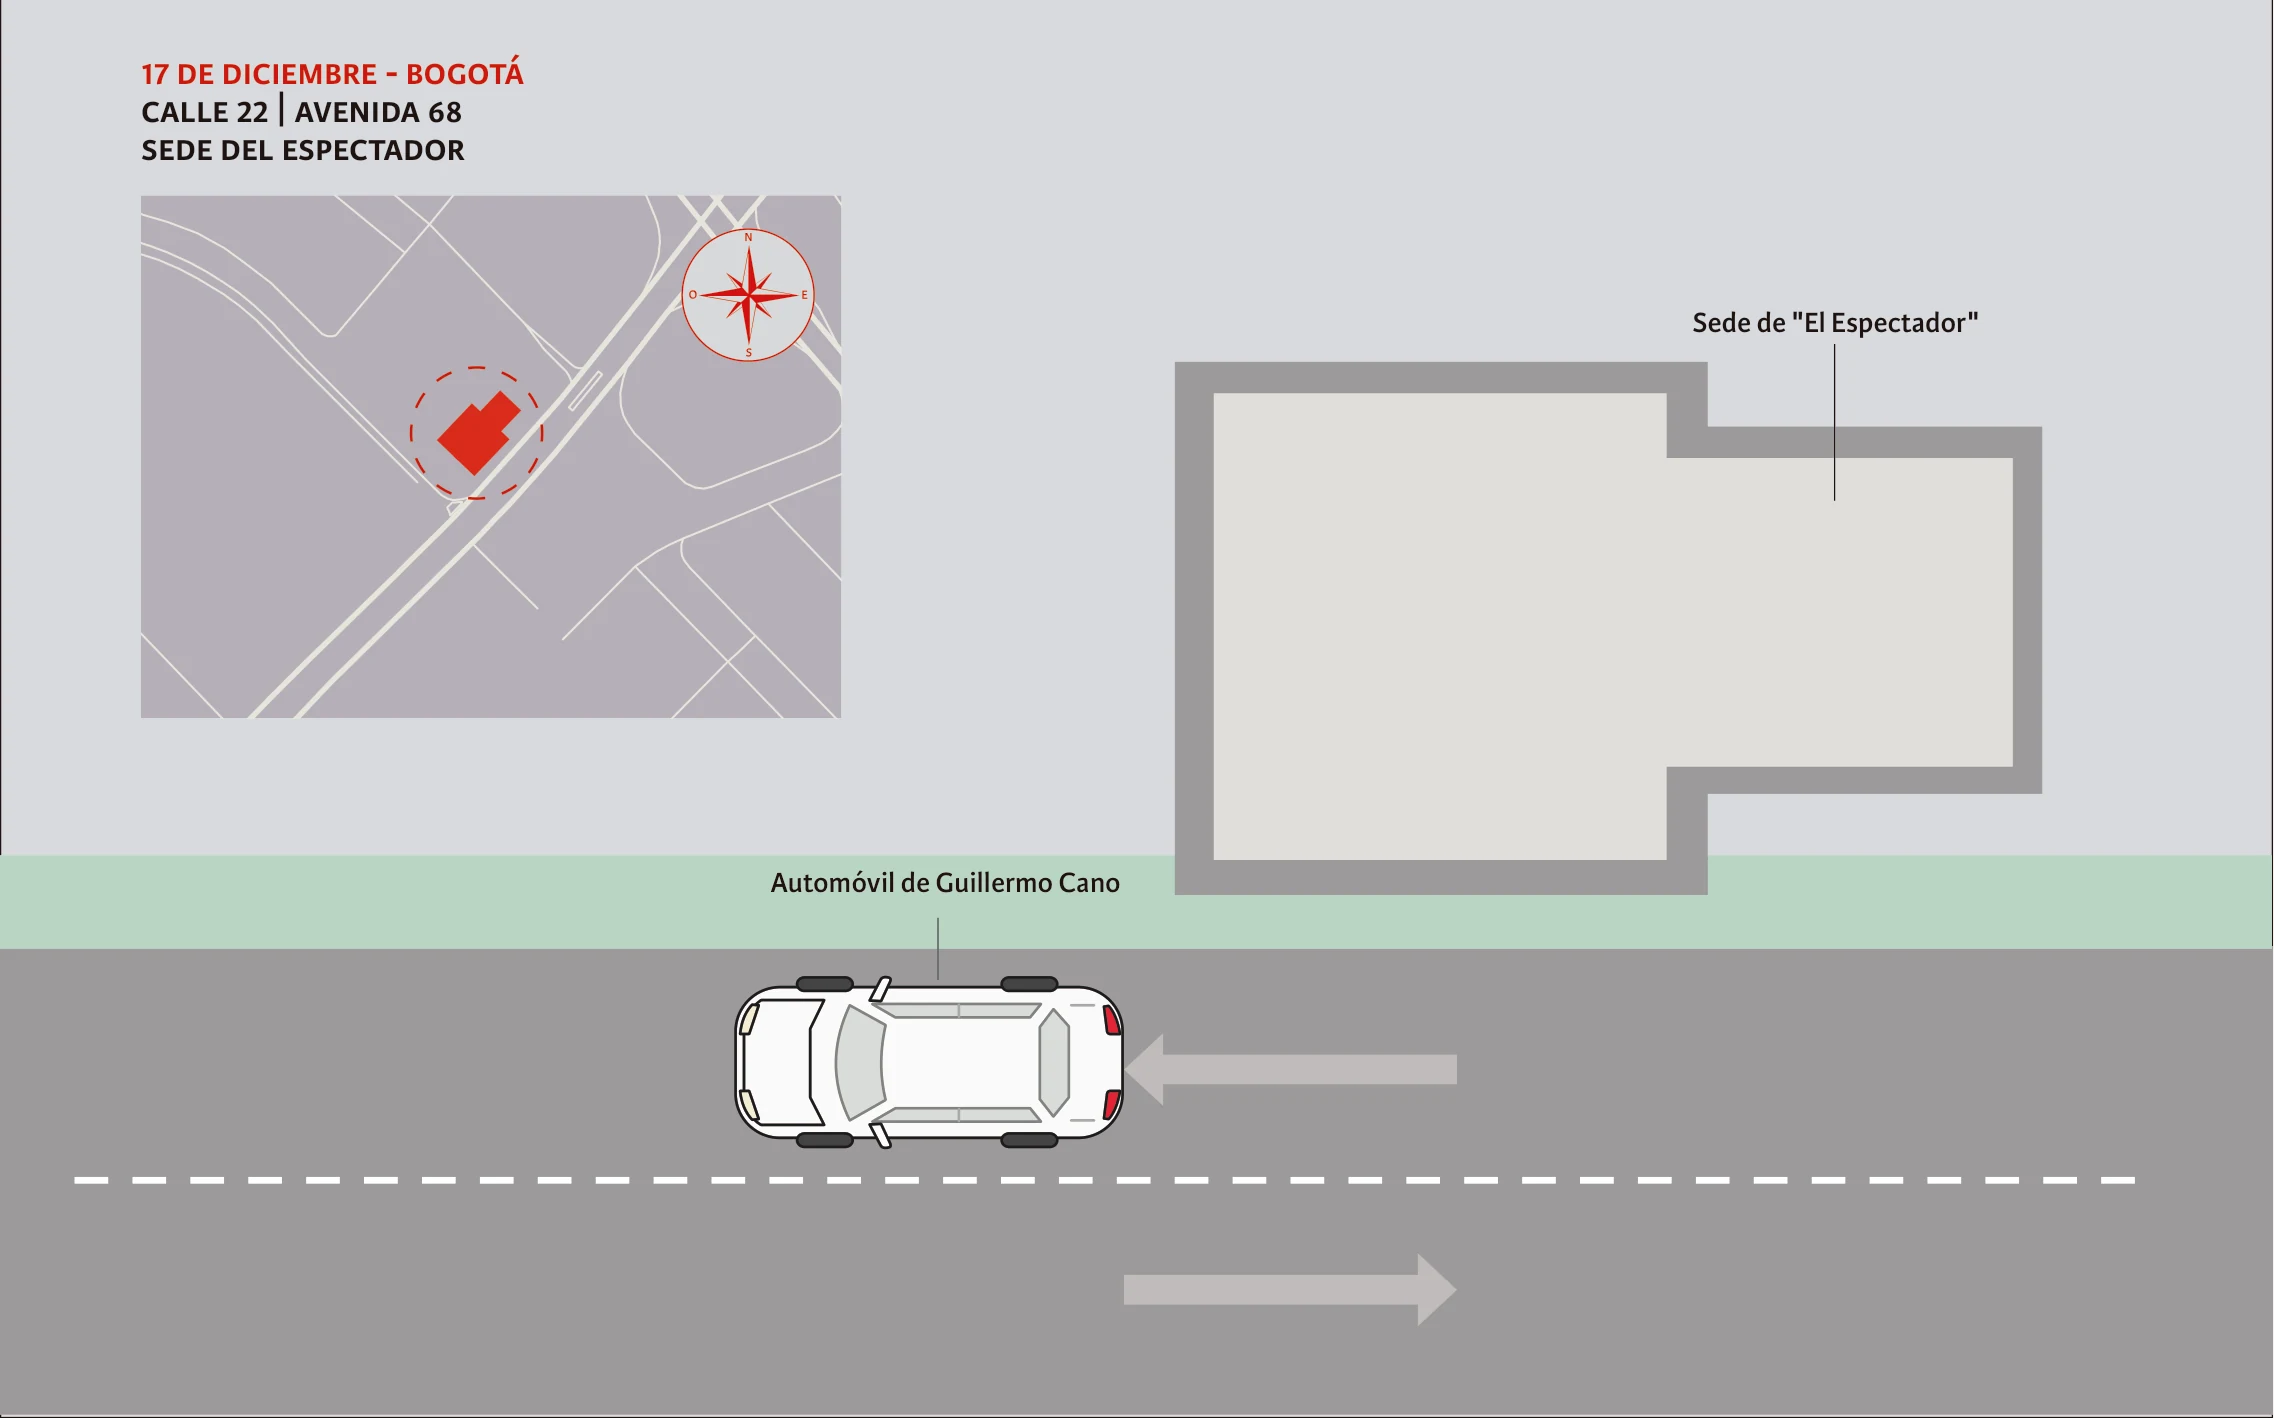 17 DE DICIEMBRE - BOGOTÁ
CALLE 22 | AVENIDA 68
SEDE DEL ESPECTADOR
N
O
E
S
Sede de "El Espectador"
Automóvil de Guillermo Cano